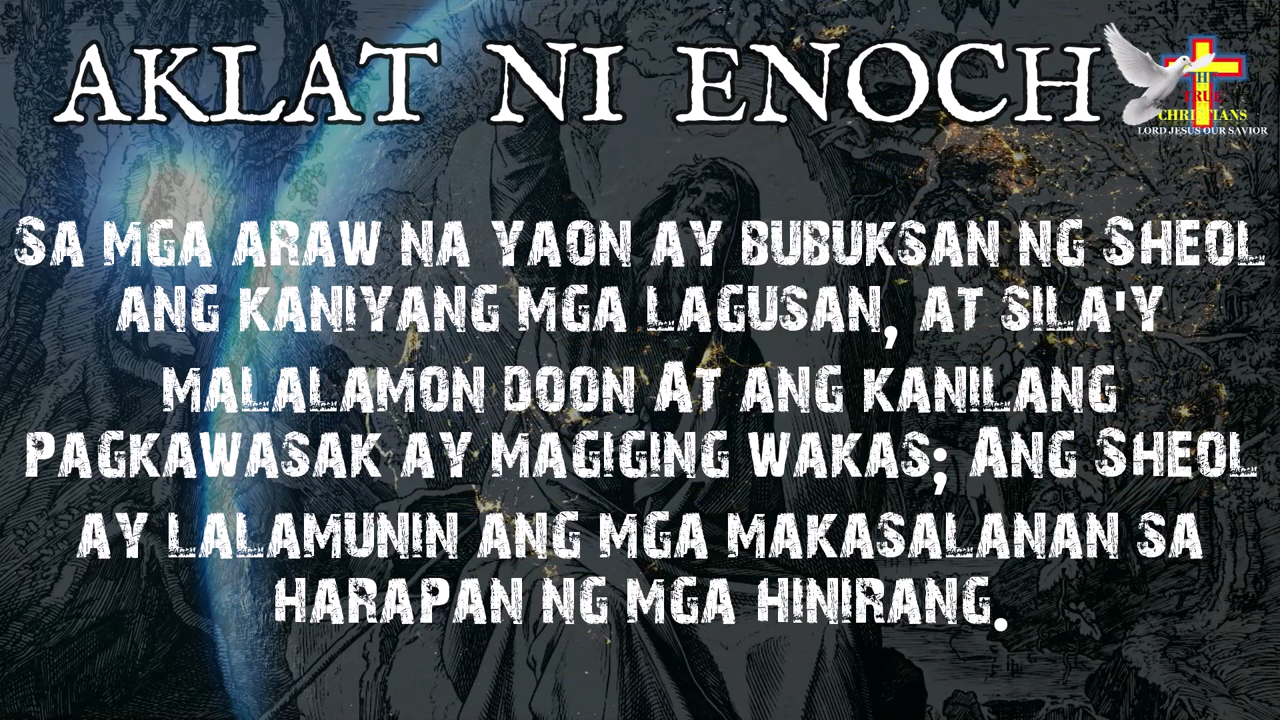 AKLAT NI ENOCH
THE
TRUE
CHRISTIANS
LORD JESUS OUR SAVIOR
Sa mga araw na yaon ay bubuksan ng Sheol
ang kaniyang mga lagusan, at sila'y
malalamon doon At ang kanilang
pagkawasak ay magiging wakas; Ang Sheol
ay lalamunin ang mga makasalanan sa
harapan ng mga hinirang.